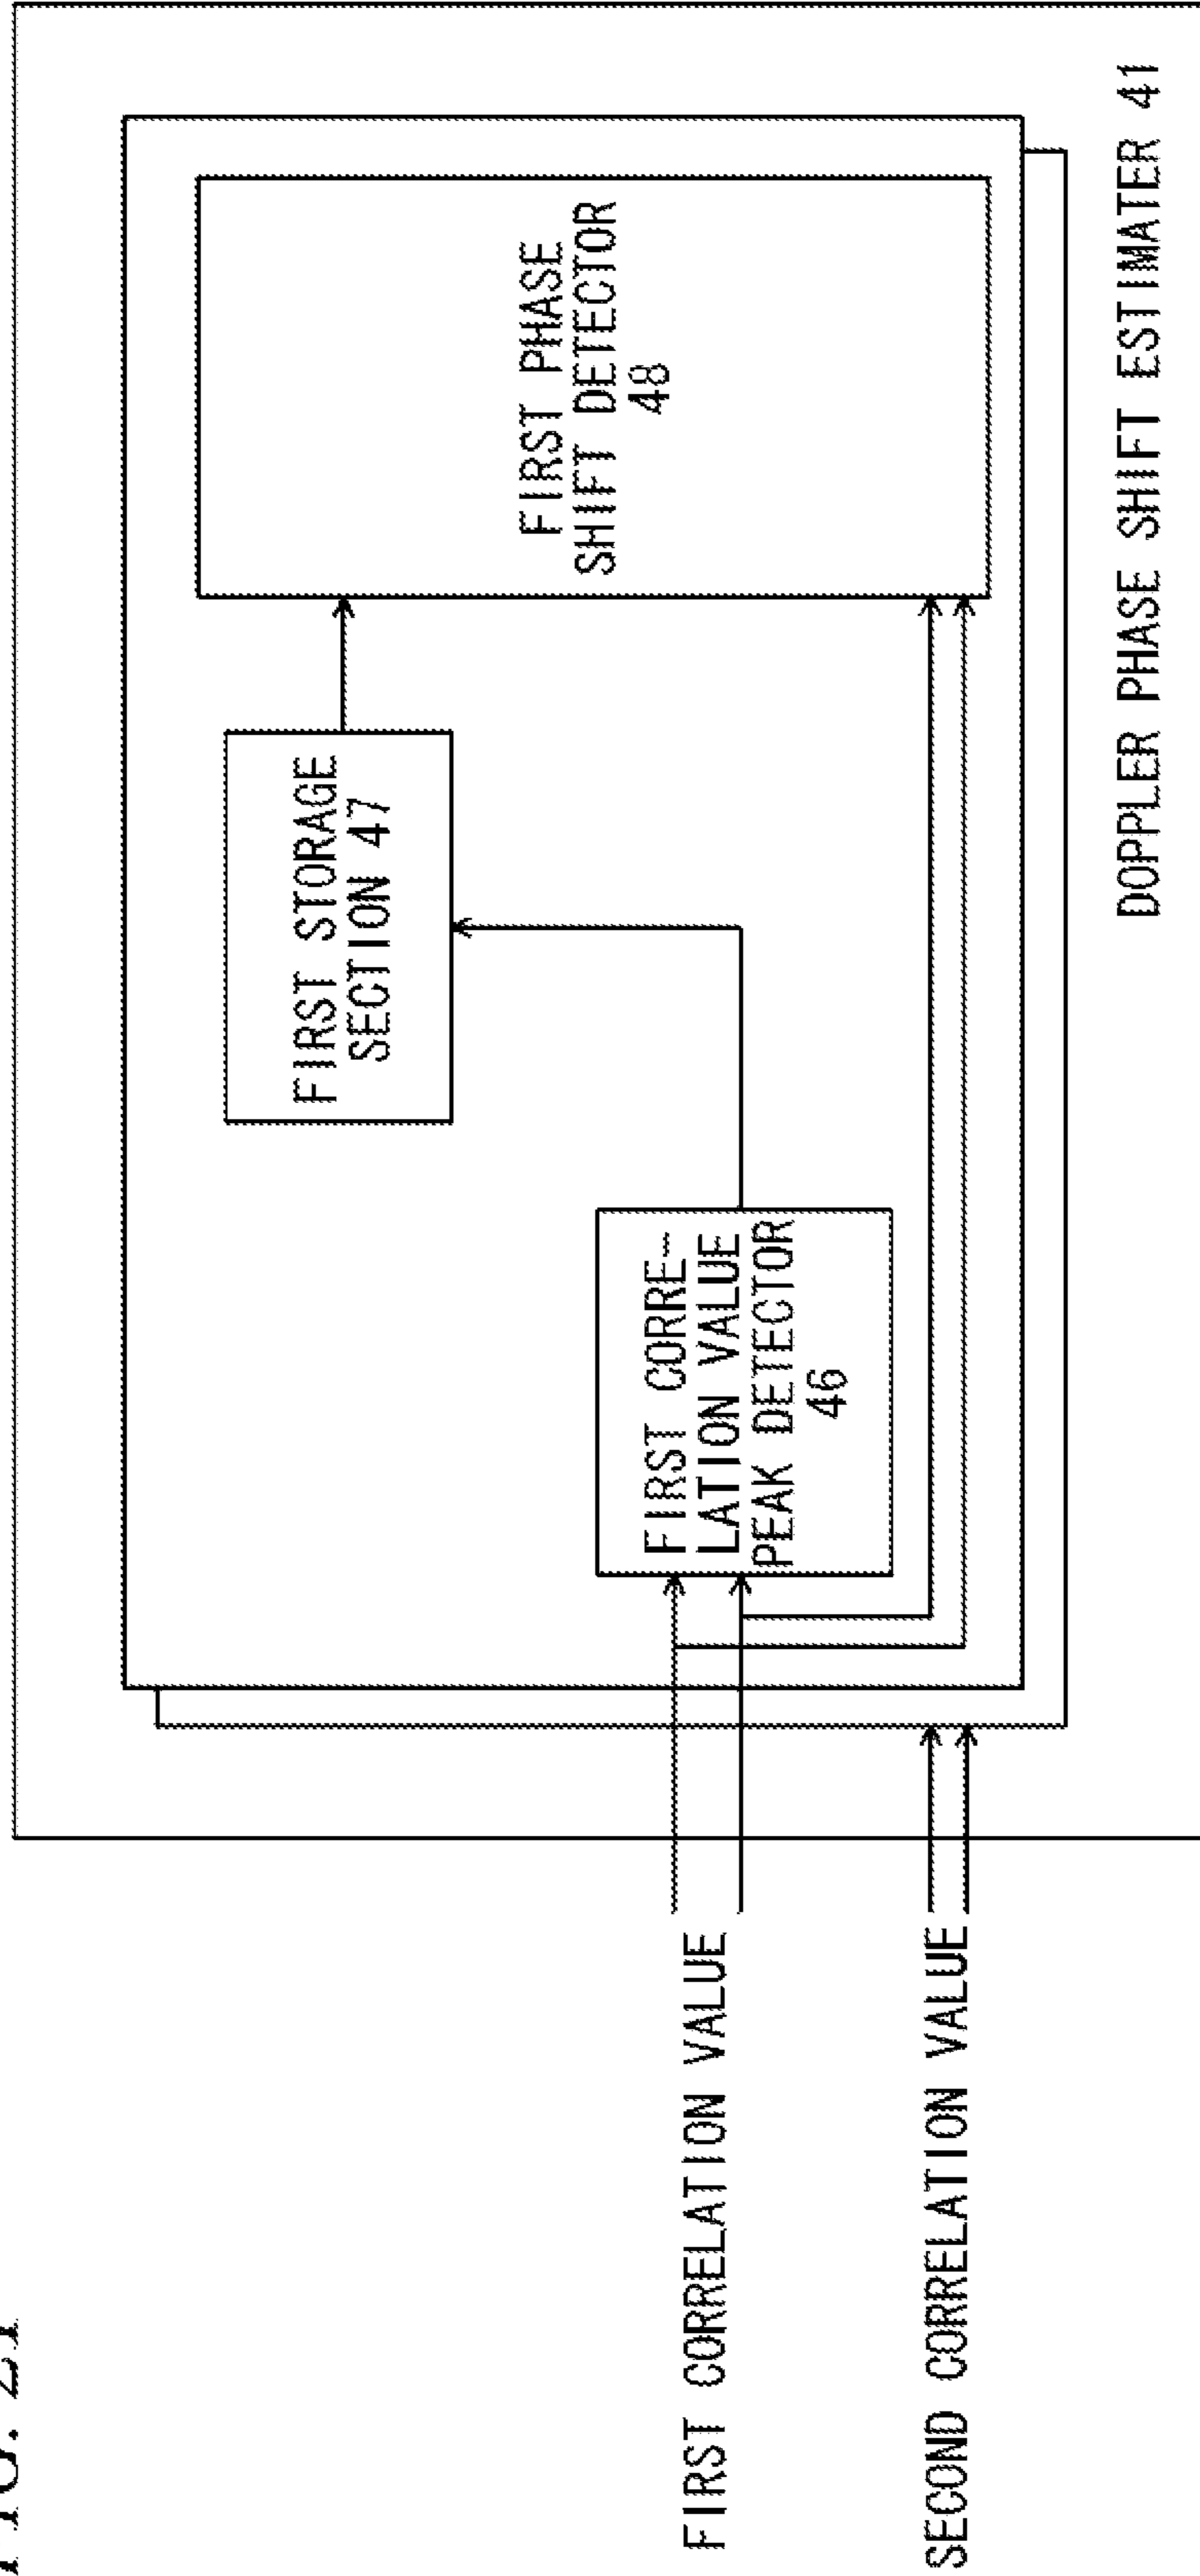 FIG. 21
FIRST CORRELATION VALUE
SECOND CORRELATION VALUE
FIRST CORRE-
LATION VALUE
PEAK DETECTOR
46
FIRST STORAGE
SECTION 47
FIRST PHASE
SHIFT DETECTOR
48
DOPPLER PHASE SHIFT ESTIMATER 41